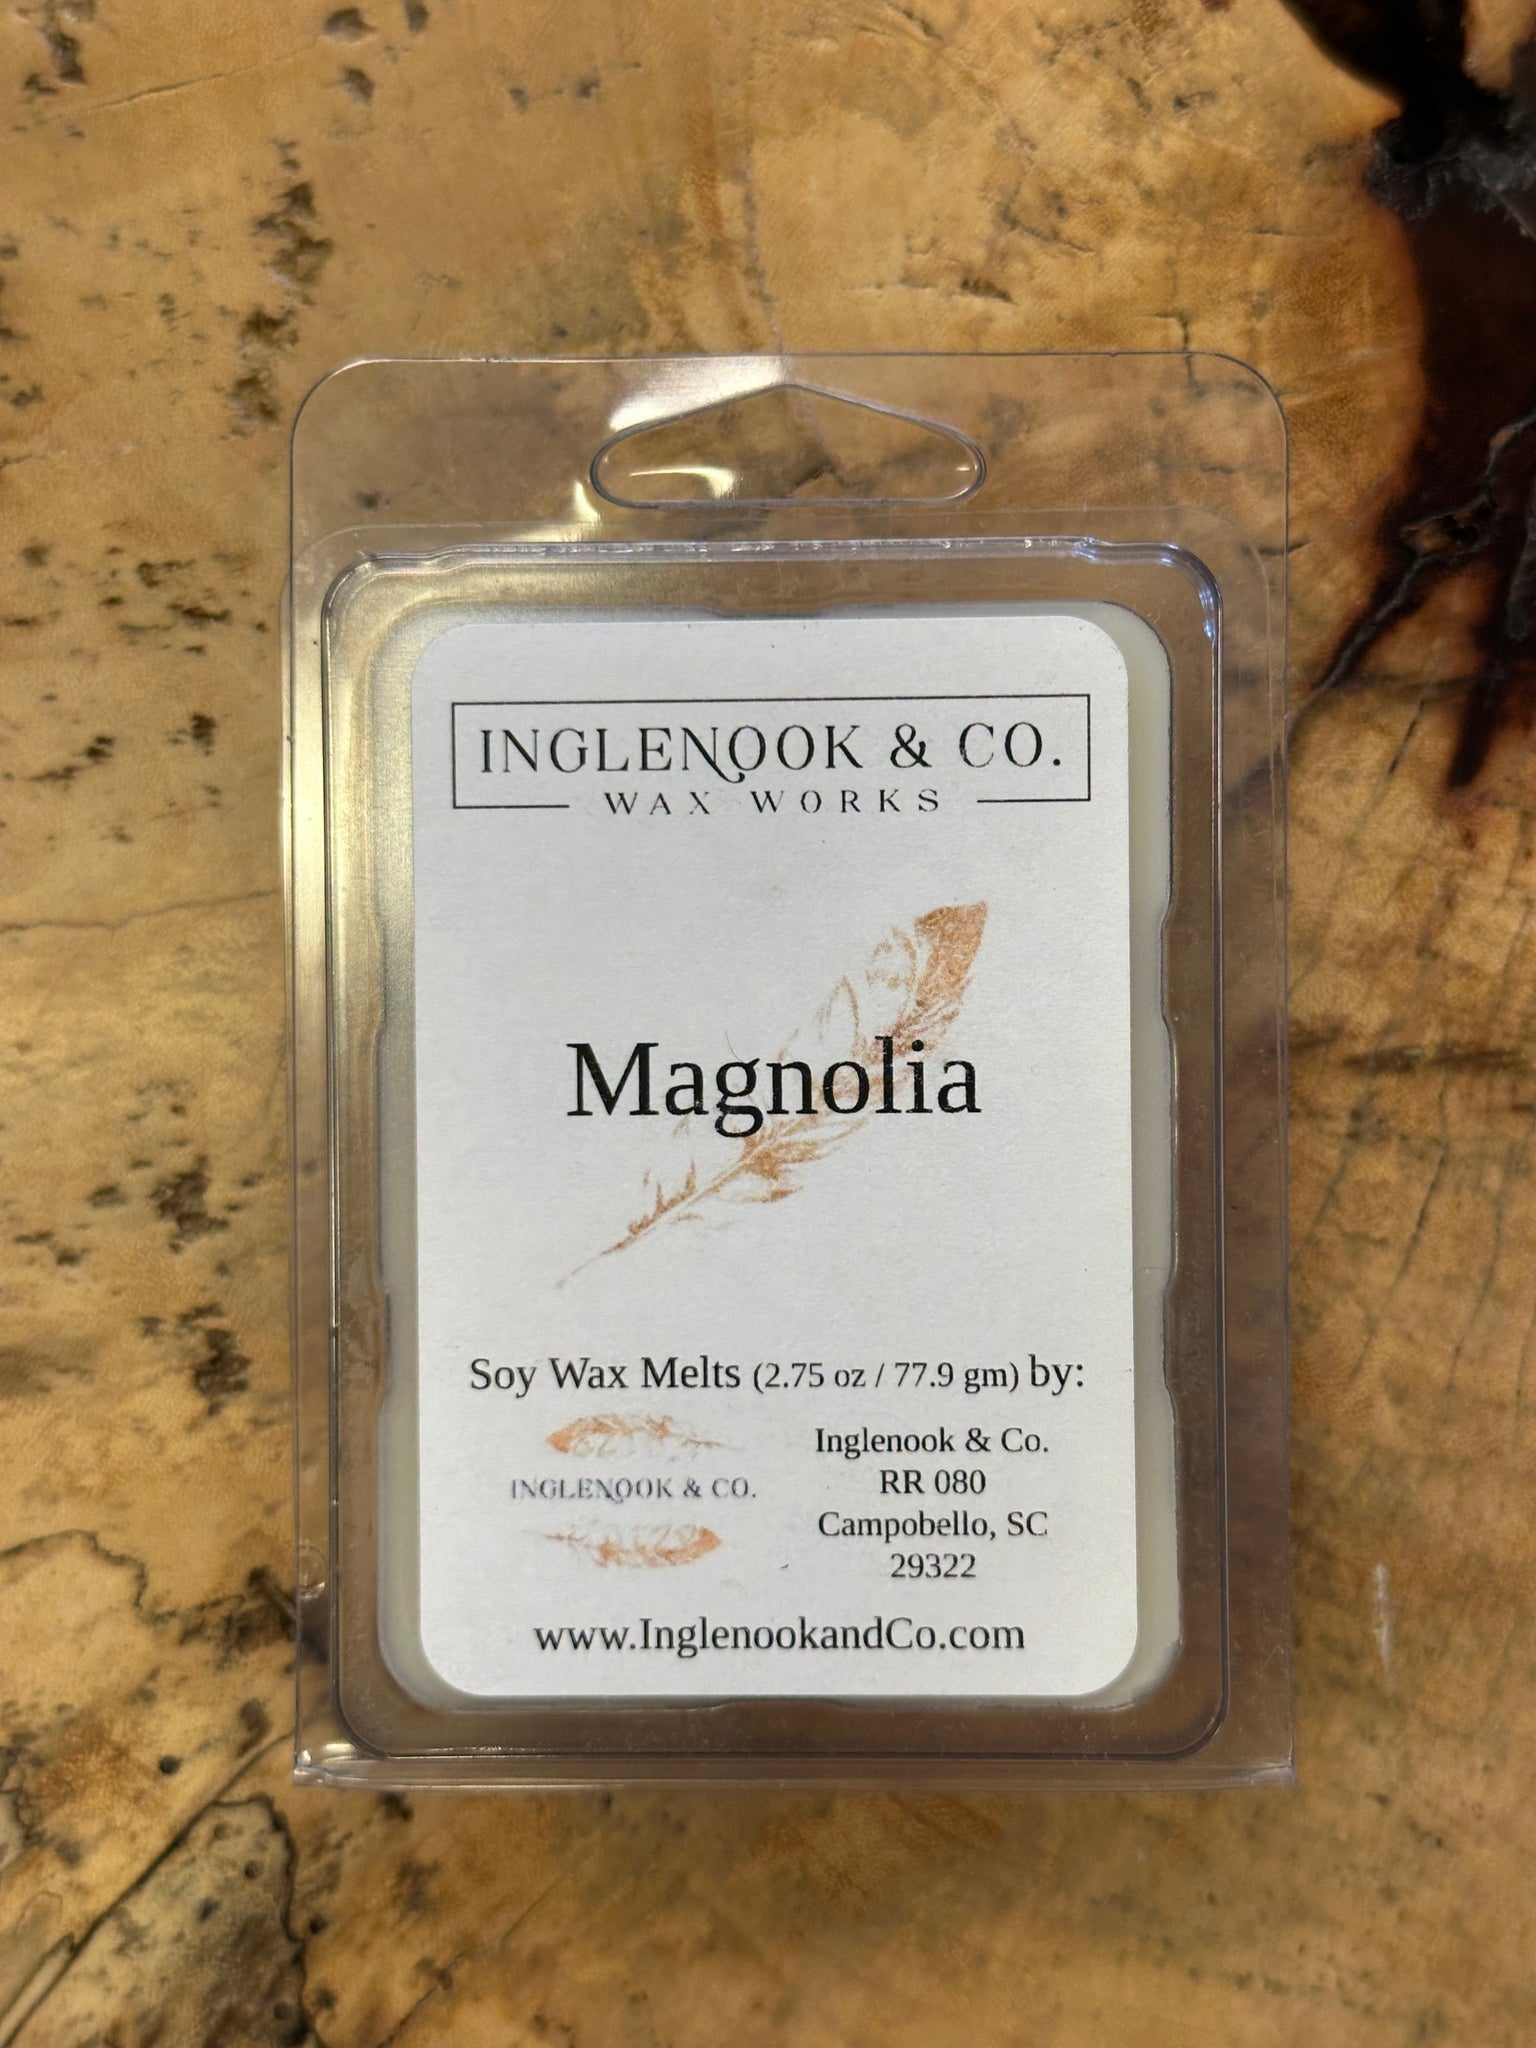 INGLENOOK & CO.
WAX WORKS
Magnolia
Soy Wax Melts (2.75 oz / 77.9 gm) by:
INGLENOOK & CO.
Inglenook & Co.
RR 080
Campobello, SC
29322
www.InglenookandCo.com